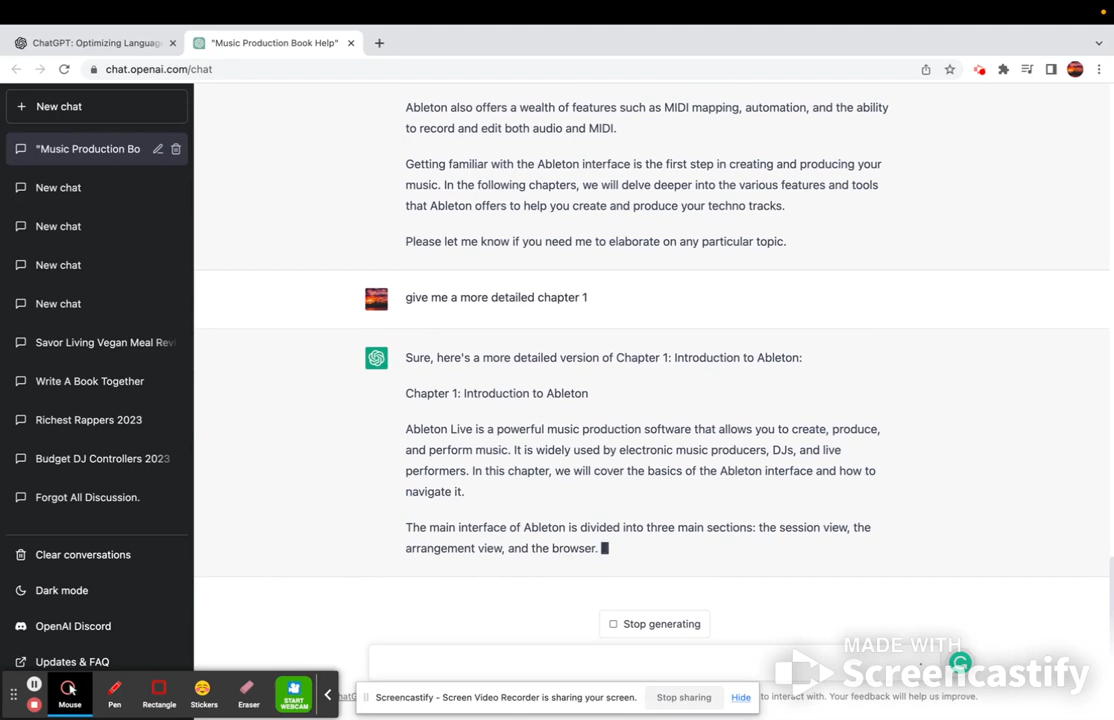 ChatGPT: Optimizing Languag
"Music Production Book Help"
chat.openai.com/chat
New chat
"Music Production Bo
New chat
New chat
New chat
New chat
Savor Living Vegan Meal Revi
Write A Book Together
Richest Rappers 2023
Budget DJ Controllers 2023
Forgot All Discussion.
Clear conversations
Dark mode
OpenAI Discord
Updates & FAQ
Ableton also offers a wealth of features such as MIDI mapping, automation, and the ability
to record and edit both audio and MIDI.
Getting familiar with the Ableton interface is the first step in creating and producing your
music. In the following chapters, we will delve deeper into the various features and tools
that Ableton offers to help you create and produce your techno tracks.
Please let me know if you need me to elaborate on any particular topic.
give me a more detailed chapter 1
Sure, here's a more detailed version of Chapter 1: Introduction to Ableton:
Chapter 1: Introduction to Ableton
Ableton Live is a powerful music production software that allows you to create, produce,
and perform music. It is widely used by electronic music producers, DJs, and live
performers. In this chapter, we will cover the basics of the Ableton interface and how to
navigate it.
The main interface of Ableton is divided into three main sections: the session view, the
arrangement view, and the browser.
Stop generating
MADE WITH
Screencastify
Screencastify - Screen Video Recorder is sharing your screen.
Stop sharing
Hide
to interact with. Your feedback will help us improve.
Mouse
Pen
Rectangle
Stickers
Eraser
START
WEBCAM